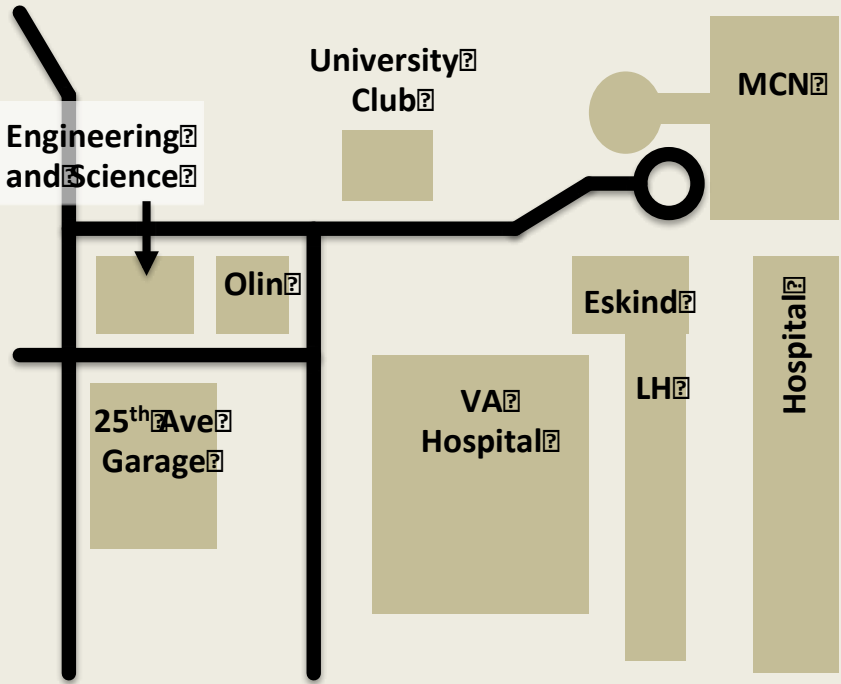 University⍰
Club⍰
MCN⍰
Engineering⍰
and⍰Science⍰
Olin⍰
Eskind⍰
Hospital⍰
LH⍰
VA⍰
Hospital⍰
25th⍰Ave⍰
Garage⍰